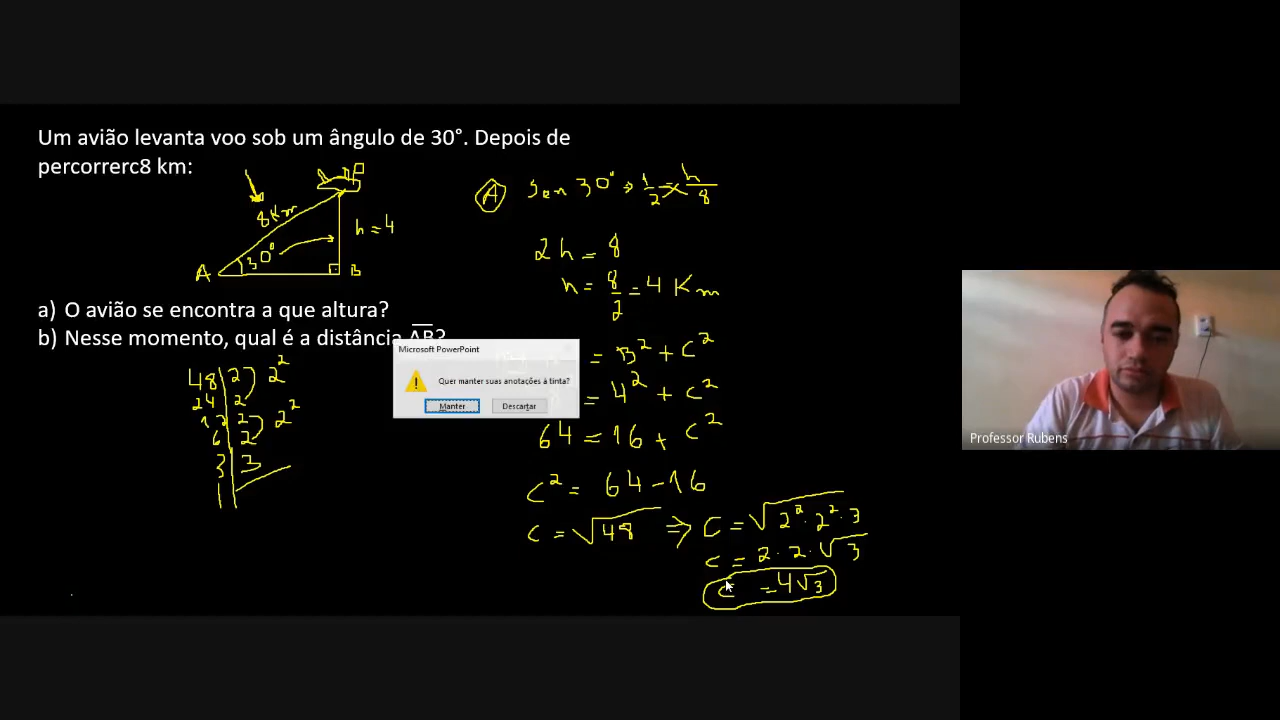 Um avião levanta voo sob um ângulo de 30°. Depois de
percorrerc8 km:
8 Km
h = 4
30°
A
B
a) O avião se encontra a que altura?
b) Nesse momento, qual é a distância A̅B̅?
48 | 2 ) 2²
24 | 2
12 | 2 ) 2²
6 | 2
3 | 3
1
A Sen 30° ⇒ 1/2 = h/8
2h = 8
h = 8/2 = 4 Km
= B² + C²
= 4² + C²
64 = 16 + C²
C² = 64 - 16
C = √48 ⇒ C = √2² · 2² · 3
C = 2 · 2 · √3
C = 4√3
Microsoft PowerPoint
Quer manter suas anotações à tinta?
Manter
Descartar
Professor Rubens